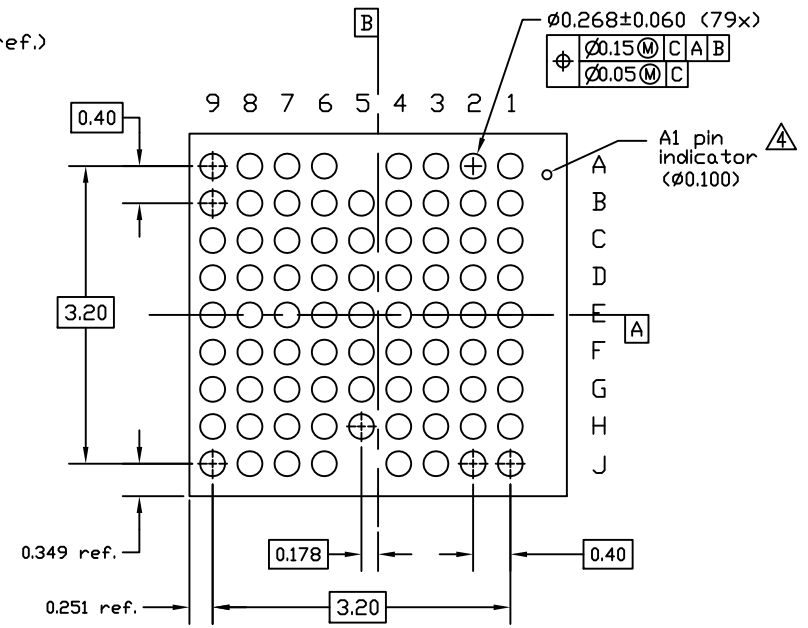 ref.)
B
Ø0.268±0.060 (79x)
⌖ Ø0.15Ⓜ C A B
Ø0.05Ⓜ C
9 8 7 6 5 4 3 2 1
0.40
A1 pin
indicator
(Ø0.100)
4
A
B
C
D
E
F
G
H
J
3.20
A
0.349 ref.
0.178
0.40
0.251 ref.
3.20